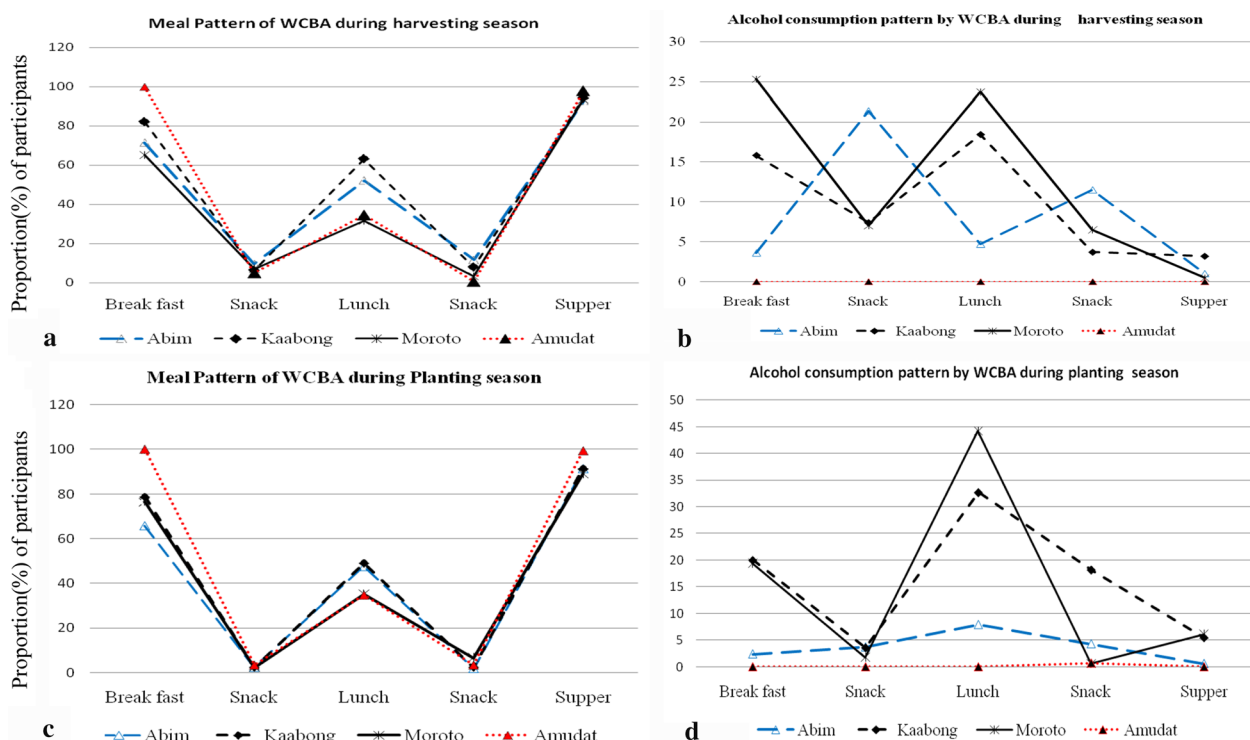 Meal Pattern of WCBA during harvesting season
Proportion(%) of participants
120
100
80
60
40
20
0
Break fast Snack Lunch Snack Supper
a
Abim Kaabong Moroto Amudat
Alcohol consumption pattern by WCBA during harvesting season
30
25
20
15
10
5
0
Break fast Snack Lunch Snack Supper
b
Abim Kaabong Moroto Amudat
Meal Pattern of WCBA during Planting season
Proportion(%) of participants
120
100
80
60
40
20
0
Break fast Snack Lunch Snack Supper
c
Abim Kaabong Moroto Amudat
Alcohol consumption pattern by WCBA during planting season
50
45
40
35
30
25
20
15
10
5
0
Break fast Snack Lunch Snack Supper
d
Abim Kaabong Moroto Amudat